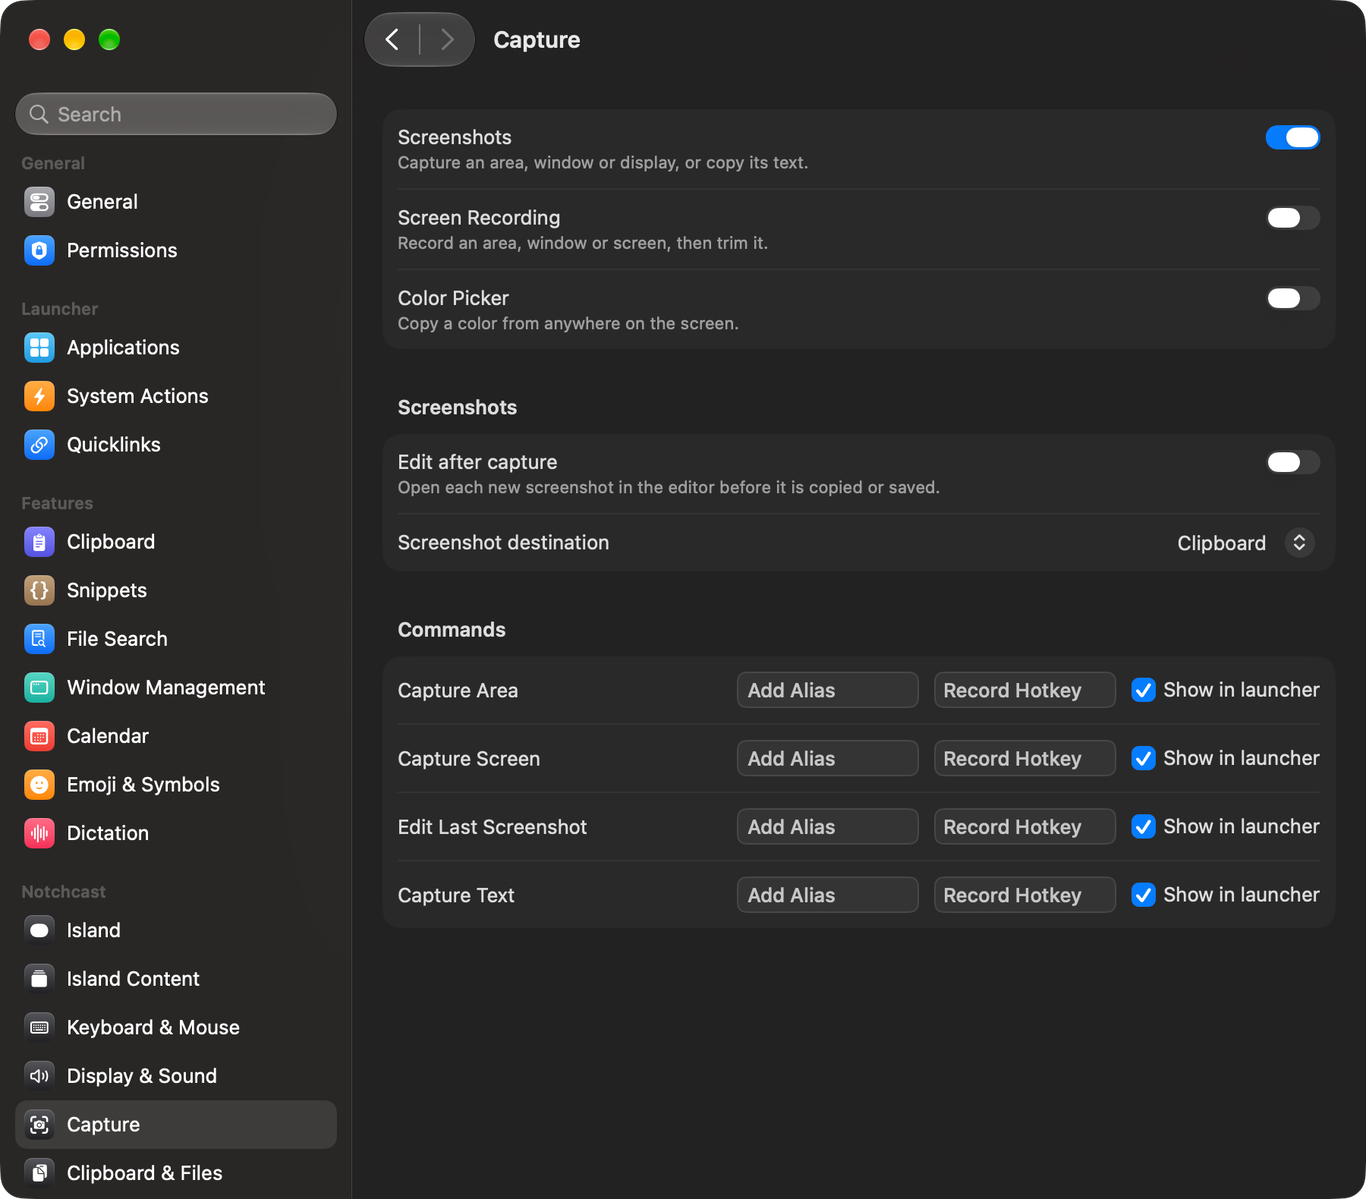 Search
General
General
Permissions
Launcher
Applications
System Actions
Quicklinks
Features
Clipboard
Snippets
File Search
Window Management
Calendar
Emoji & Symbols
Dictation
Notchcast
Island
Island Content
Keyboard & Mouse
Display & Sound
Capture
Clipboard & Files
Capture
Screenshots
Capture an area, window or display, or copy its text.
Screen Recording
Record an area, window or screen, then trim it.
Color Picker
Copy a color from anywhere on the screen.
Screenshots
Edit after capture
Open each new screenshot in the editor before it is copied or saved.
Screenshot destination Clipboard
Commands
Capture Area Add Alias Record Hotkey Show in launcher
Capture Screen Add Alias Record Hotkey Show in launcher
Edit Last Screenshot Add Alias Record Hotkey Show in launcher
Capture Text Add Alias Record Hotkey Show in launcher